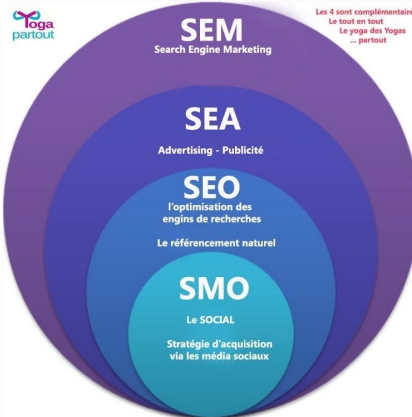 Yoga
partout
Les 4 sont complémentaires
Le tout en tout
Le yoga des Yogas
... partout
SEM
Search Engine Marketing
SEA
Advertising - Publicité
SEO
l'optimisation des
engins de recherches
Le référencement naturel
SMO
Le SOCIAL
Stratégie d'acquisition
via les média sociaux